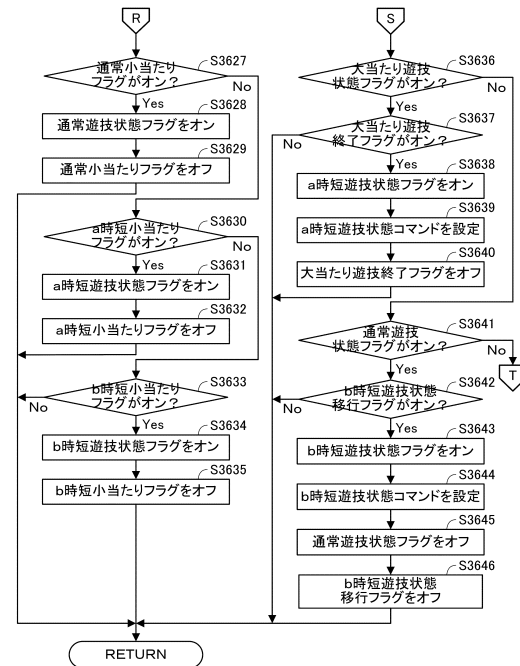 R
通常小当たり
フラグがオン？
S3627
No
Yes
S3628
通常遊技状態フラグをオン
S3629
通常小当たりフラグをオフ
a時短小当たり
フラグがオン？
S3630
No
Yes
S3631
a時短遊技状態フラグをオン
S3632
a時短小当たりフラグをオフ
b時短小当たり
フラグがオン？
S3633
No
Yes
S3634
b時短遊技状態フラグをオン
S3635
b時短小当たりフラグをオフ
RETURN
S
大当たり遊技
状態フラグがオン？
S3636
No
Yes
大当たり遊技
終了フラグがオン？
S3637
No
Yes
S3638
a時短遊技状態フラグをオン
S3639
a時短遊技状態コマンドを設定
S3640
大当たり遊技終了フラグをオフ
通常遊技
状態フラグがオン？
S3641
No
T
Yes
b時短遊技状態
移行フラグがオン？
S3642
No
Yes
S3643
b時短遊技状態フラグをオン
S3644
b時短遊技状態コマンドを設定
S3645
通常遊技状態フラグをオフ
S3646
b時短遊技状態
移行フラグをオフ